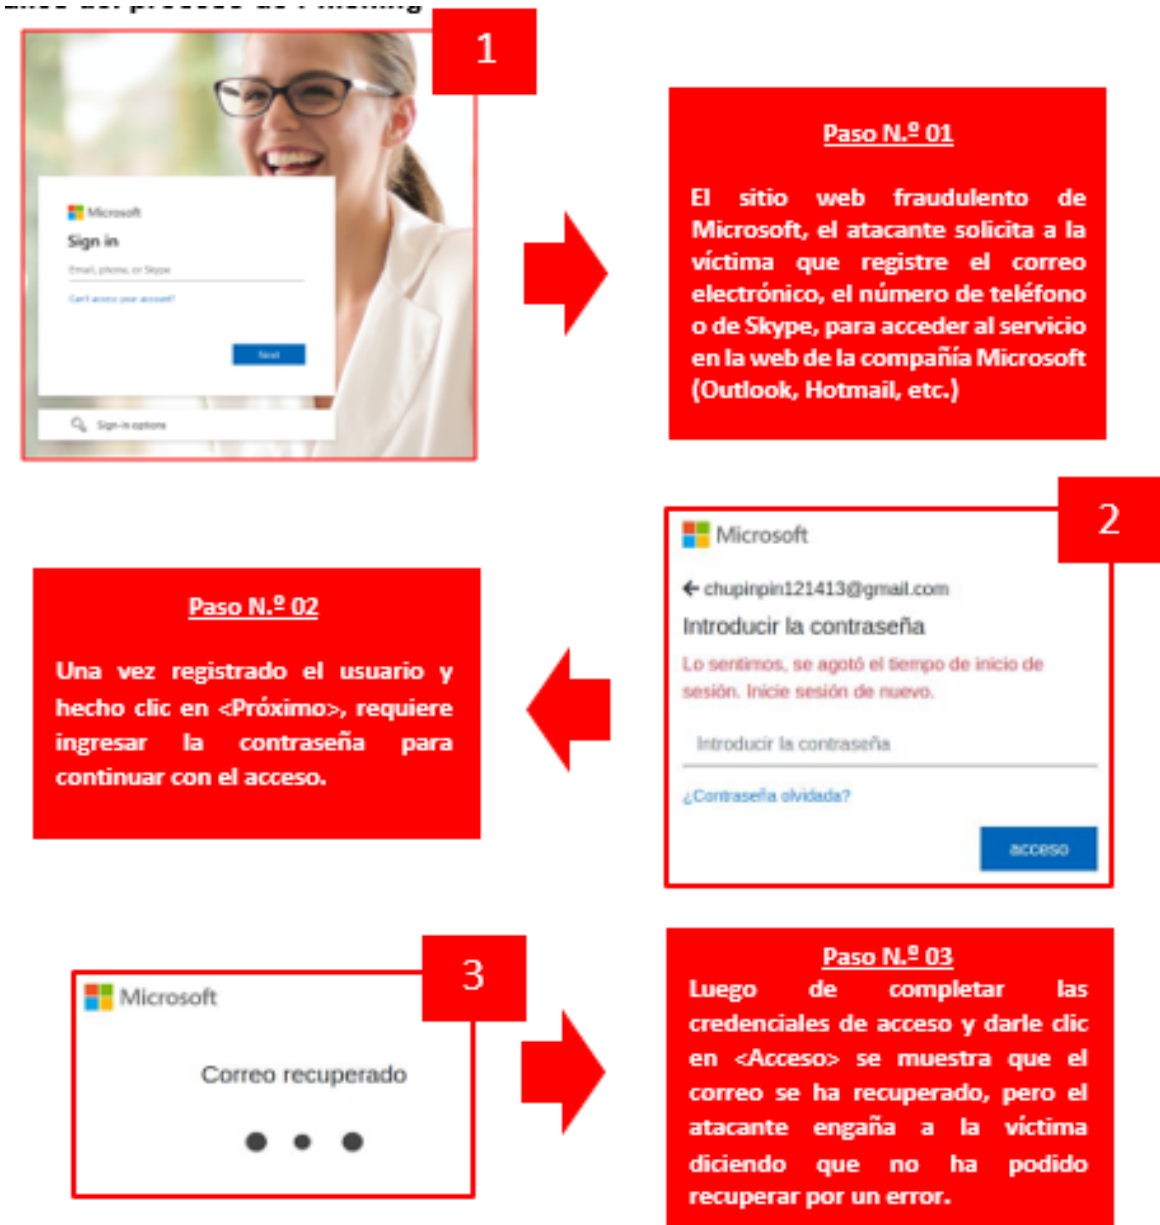 del proceso de Phishing
1
Microsoft
Sign in
Email, phone, or Skype
Can't access your account?
Next
Sign-in options
Paso N.º 01
El sitio web fraudulento de
Microsoft, el atacante solicita a la
víctima que registre el correo
electrónico, el número de teléfono
o de Skype, para acceder al servicio
en la web de la compañía Microsoft
(Outlook, Hotmail, etc.)
2
Microsoft
← chupinpin121413@gmail.com
Introducir la contraseña
Lo sentimos, se agotó el tiempo de inicio de
sesión. Inicie sesión de nuevo.
Introducir la contraseña
¿Contraseña olvidada?
acceso
Paso N.º 02
Una vez registrado el usuario y
hecho clic en <Próximo>, requiere
ingresar la contraseña para
continuar con el acceso.
3
Microsoft
Correo recuperado
Paso N.º 03
Luego de completar las
credenciales de acceso y darle clic
en <Acceso> se muestra que el
correo se ha recuperado, pero el
atacante engaña a la víctima
diciendo que no ha podido
recuperar por un error.